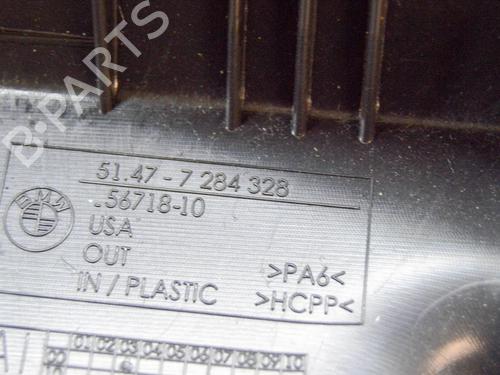 B-PARTS
51.47 - 7 284 328
56718-10
BMW
USA
OUT >PA6<
IN / PLASTIC >HCPP<
01 02 03 04 05 06 07 08 09 10